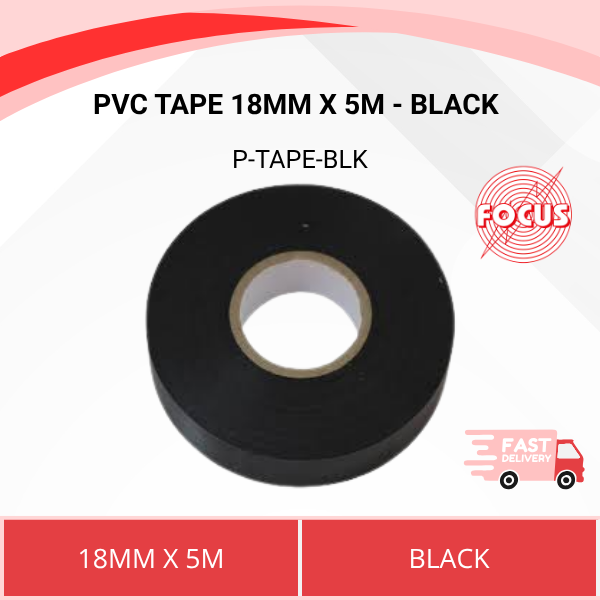 PVC TAPE 18MM X 5M - BLACK
P-TAPE-BLK
FOCUS
FAST
DELIVERY
18MM X 5M
BLACK